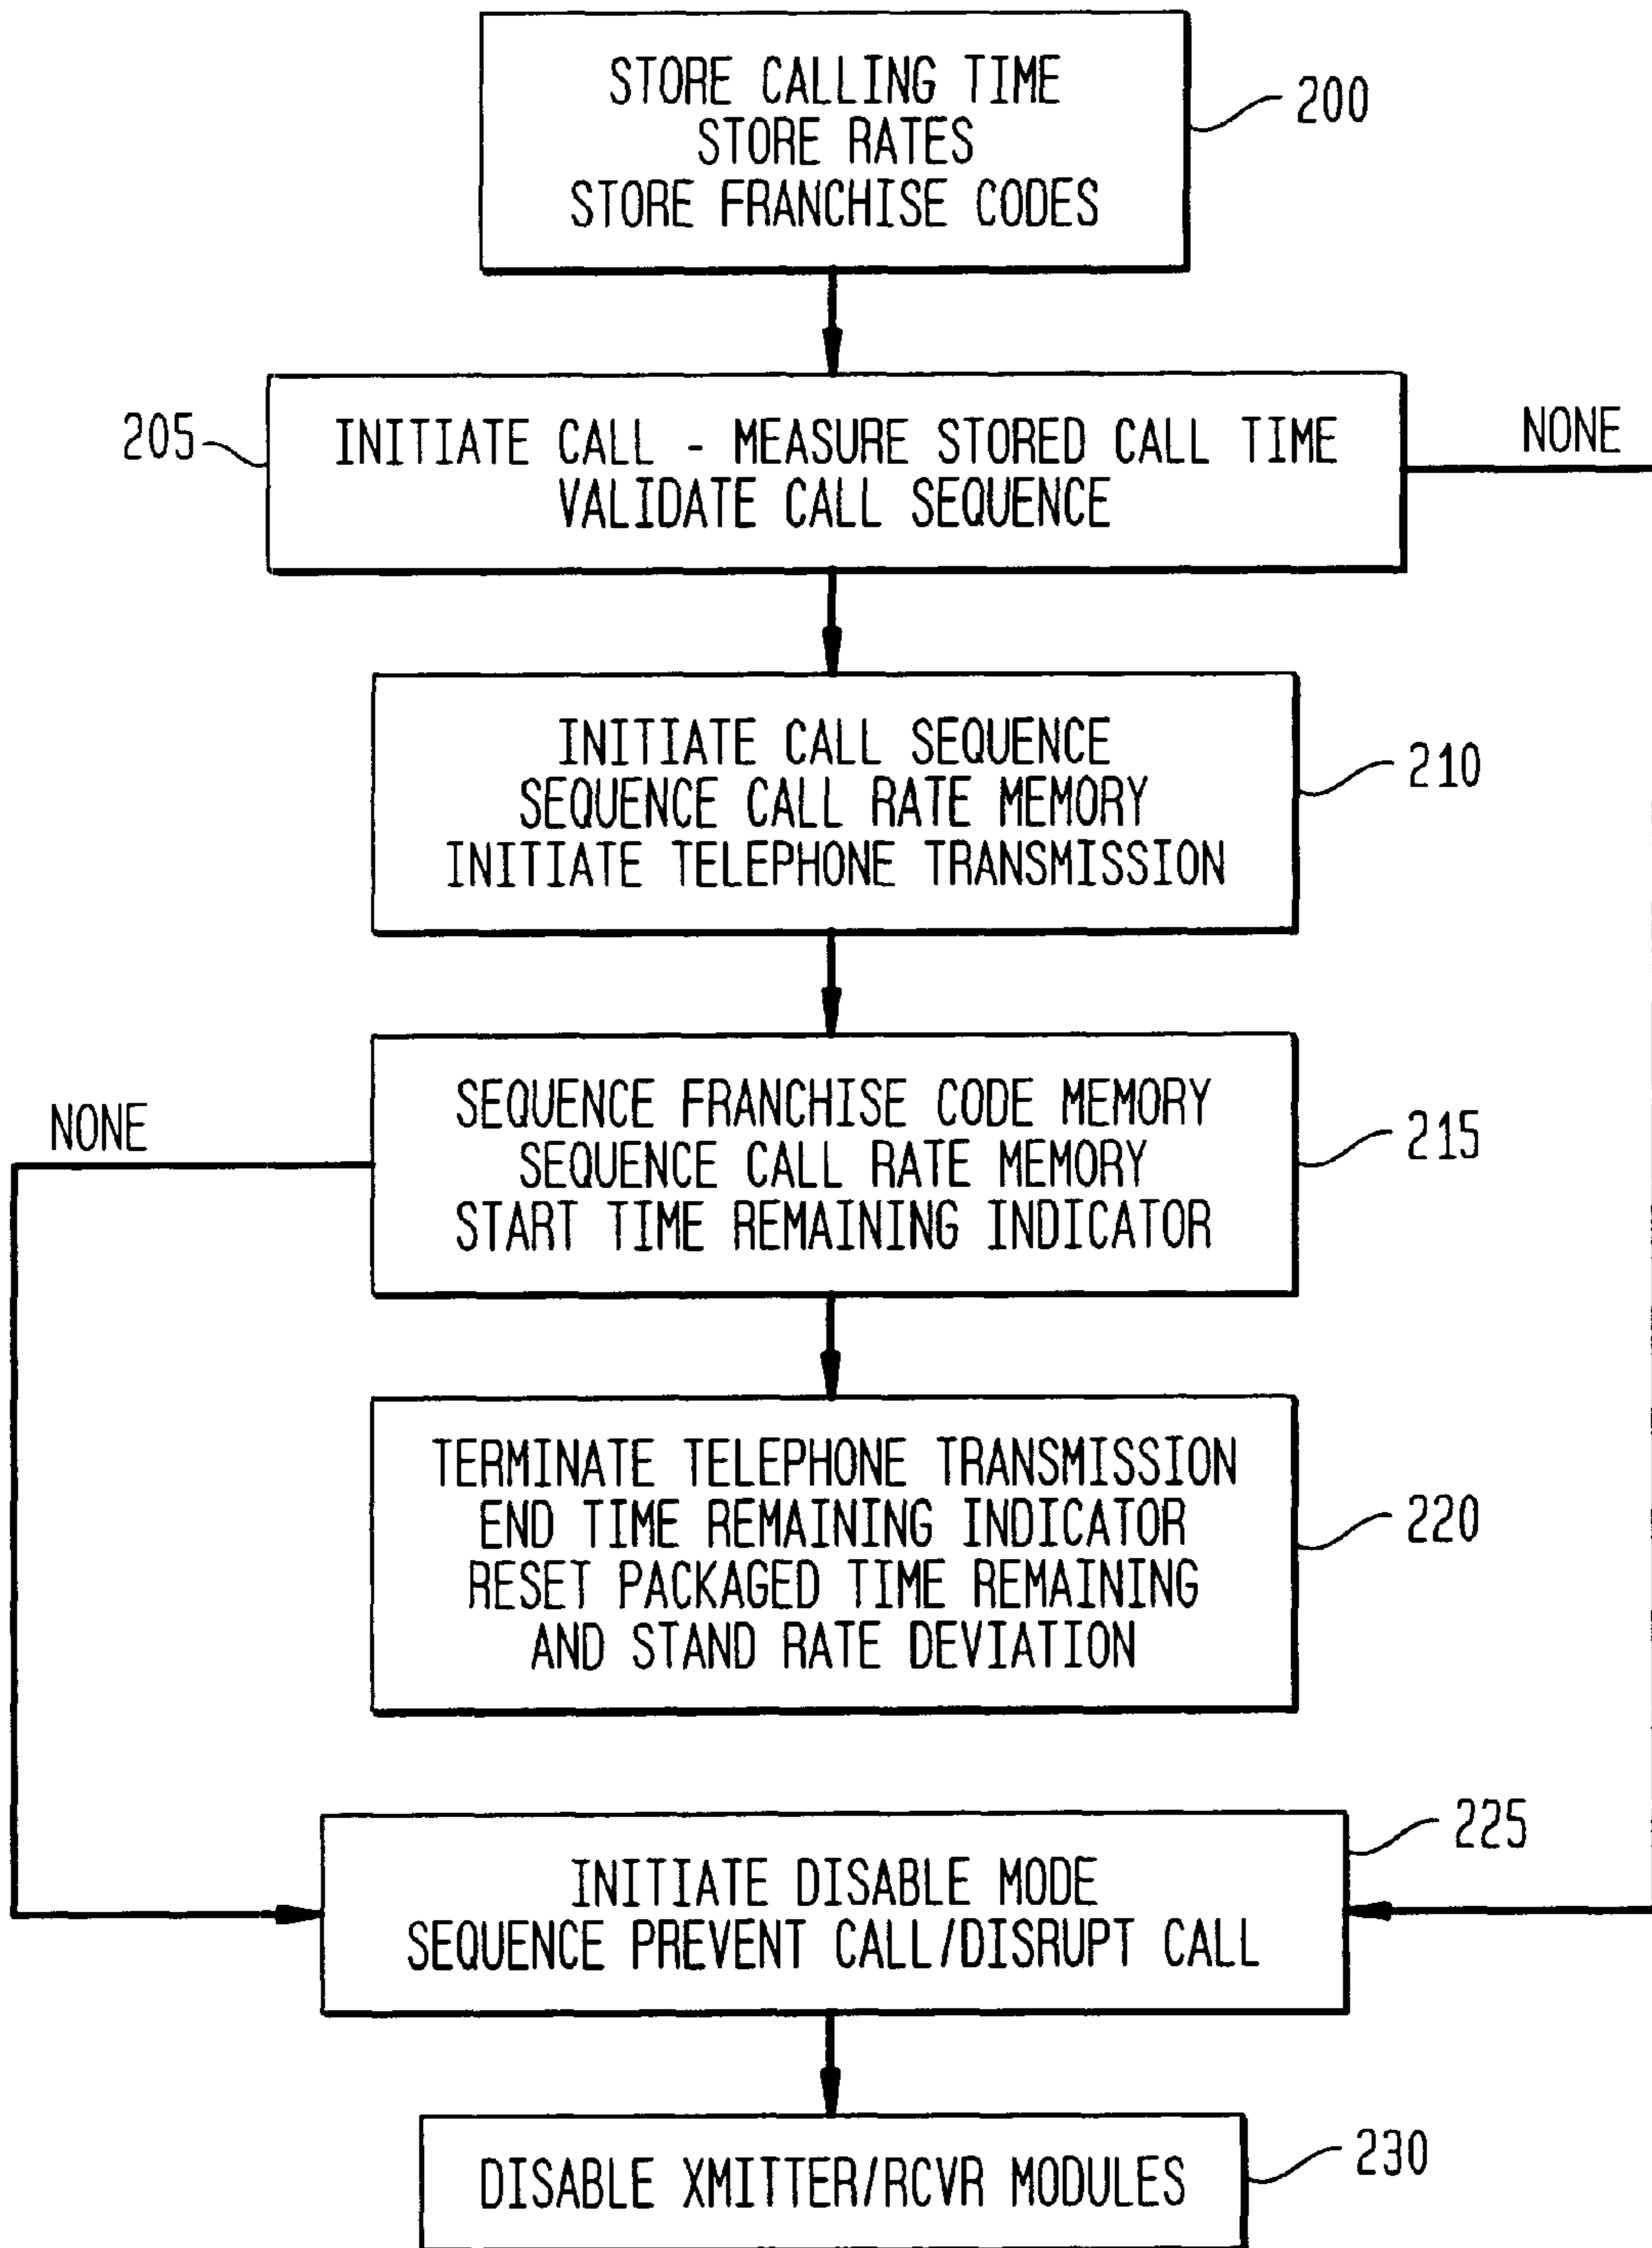 STORE CALLING TIME
STORE RATES
STORE FRANCHISE CODES
200
205
INITIATE CALL - MEASURE STORED CALL TIME
VALIDATE CALL SEQUENCE
NONE
INITIATE CALL SEQUENCE
SEQUENCE CALL RATE MEMORY
INITIATE TELEPHONE TRANSMISSION
210
NONE
SEQUENCE FRANCHISE CODE MEMORY
SEQUENCE CALL RATE MEMORY
START TIME REMAINING INDICATOR
215
TERMINATE TELEPHONE TRANSMISSION
END TIME REMAINING INDICATOR
RESET PACKAGED TIME REMAINING
AND STAND RATE DEVIATION
220
INITIATE DISABLE MODE
SEQUENCE PREVENT CALL/DISRUPT CALL
225
DISABLE XMITTER/RCVR MODULES
230